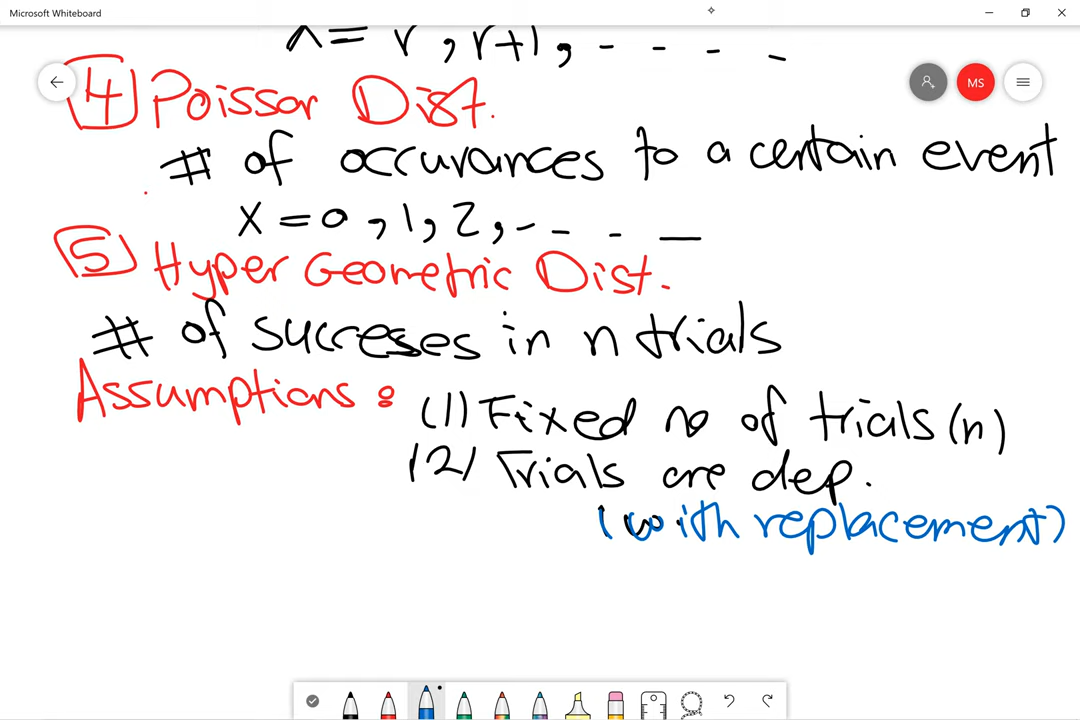 Microsoft Whiteboard
X = r, r+1, - - - -
MS
4 Poisson Dist.
# of occurances to a certain event
X = 0, 1, 2, - - - —
5 Hyper Geometric Dist.
# of succeses in n trials
Assumptions :
(1) Fixed no of trials (n)
(2) Trials are dep.
(with replacement)